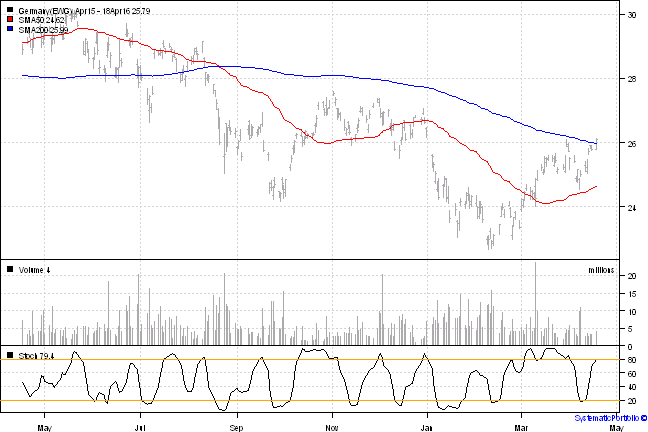 Germany(EWG) Apr15 - 18Apr16 25.79
SMA50 24.62
SMA200 25.99
30
28
26
24
Volume 4
millions
20
15
10
5
0
Stoch 79.4
80
60
40
20
May
Jul
Sep
Nov
Jan
Mar
May
SystematicPortfolio ©